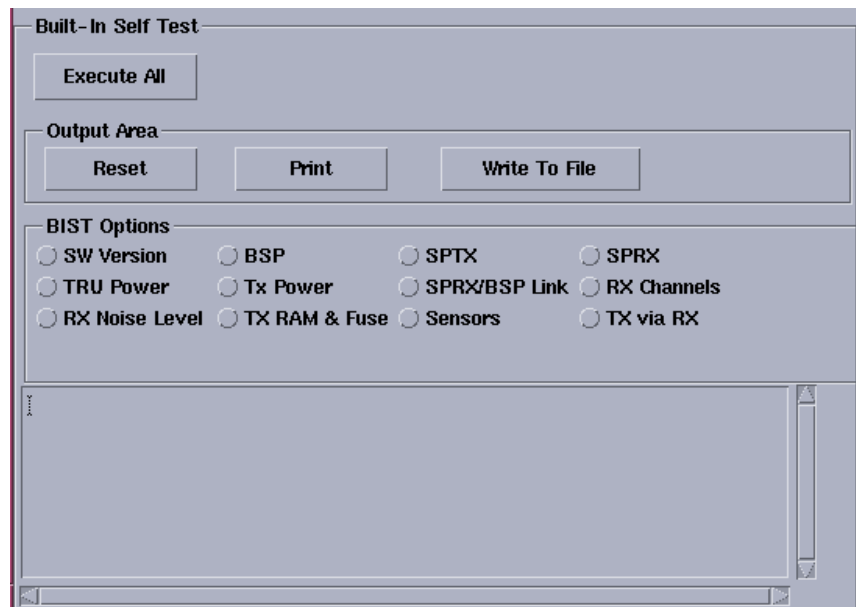 Built-In Self Test
Execute All
Output Area
Reset Print Write To File
BIST Options
SW Version BSP SPTX SPRX
TRU Power Tx Power SPRX/BSP Link RX Channels
RX Noise Level TX RAM & Fuse Sensors TX via RX